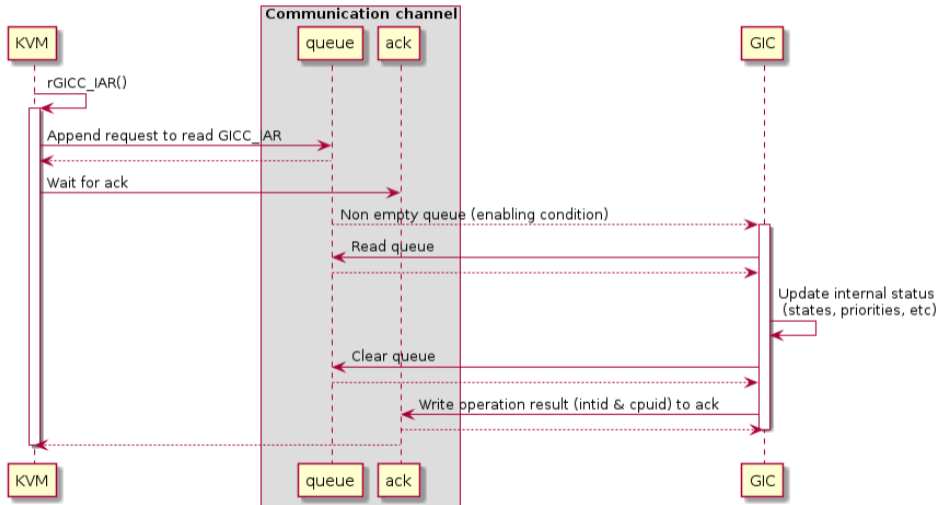 Communication channel
KVM
queue
ack
GIC
rGICC_IAR()
Append request to read GICC_IAR
Wait for ack
Non empty queue (enabling condition)
Read queue
Update internal status
(states, priorities, etc)
Clear queue
Write operation result (intid & cpuid) to ack
KVM
queue
ack
GIC